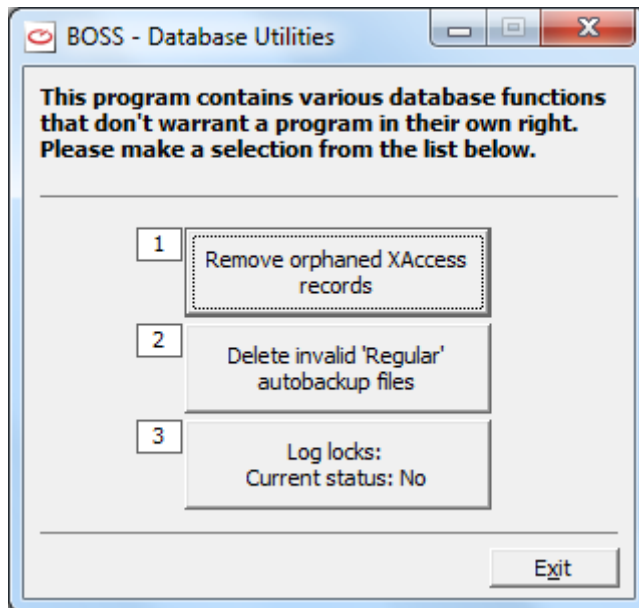 BOSS - Database Utilities
This program contains various database functions
that don't warrant a program in their own right.
Please make a selection from the list below.
1
Remove orphaned XAccess
records
2
Delete invalid 'Regular'
autobackup files
3
Log locks:
Current status: No
Exit